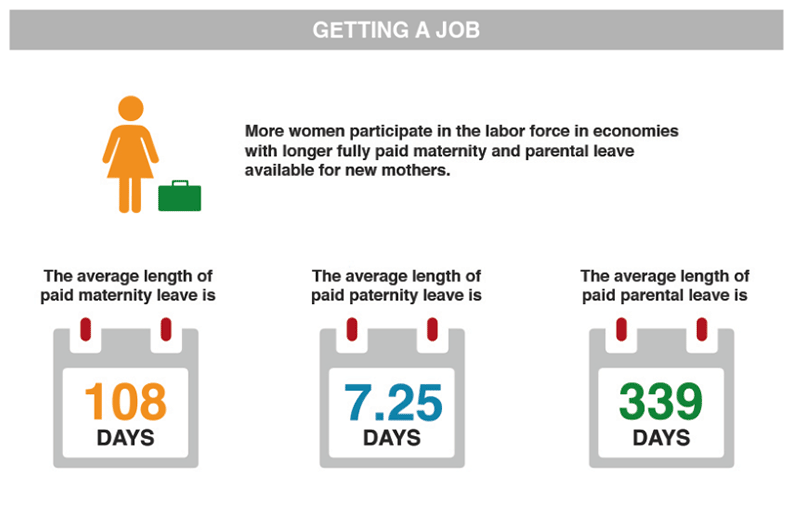 GETTING A JOB
More women participate in the labor force in economies
with longer fully paid maternity and parental leave
available for new mothers.
The average length of
paid maternity leave is
108
DAYS
The average length of
paid paternity leave is
7.25
DAYS
The average length of
paid parental leave is
339
DAYS